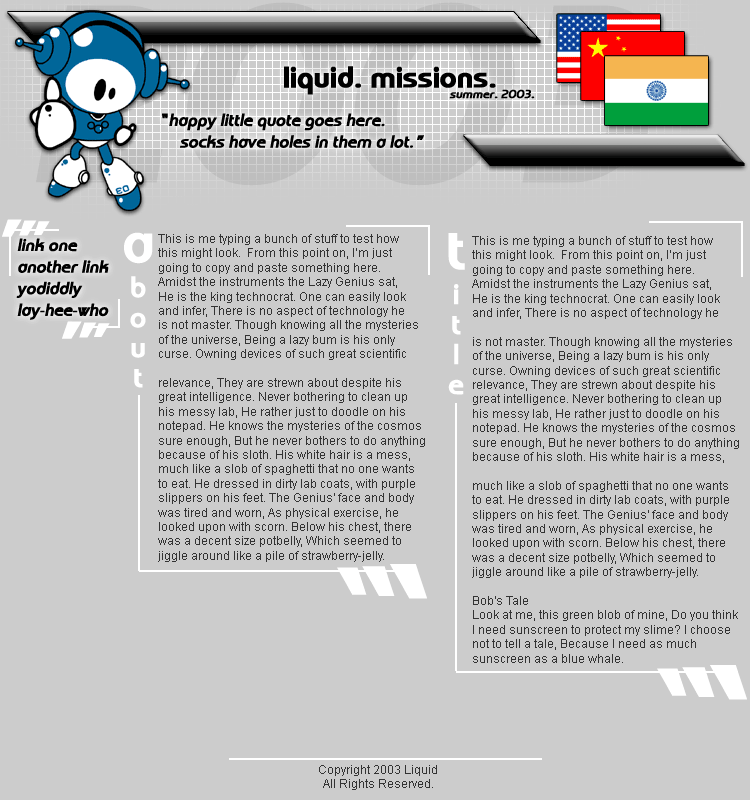 liquid. missions.
summer. 2003.
"happy little quote goes here.
socks have holes in them a lot."
EO
link one
another link
yodiddly
lay-hee-who
about
This is me typing a bunch of stuff to test how
this might look.  From this point on, I'm just
going to copy and paste something here.
Amidst the instruments the Lazy Genius sat,
He is the king technocrat. One can easily look
and infer, There is no aspect of technology he
is not master. Though knowing all the mysteries
of the universe, Being a lazy bum is his only
curse. Owning devices of such great scientific
relevance, They are strewn about despite his
great intelligence. Never bothering to clean up
his messy lab, He rather just to doodle on his
notepad. He knows the mysteries of the cosmos
sure enough, But he never bothers to do anything
because of his sloth. His white hair is a mess,
much like a slob of spaghetti that no one wants
to eat. He dressed in dirty lab coats, with purple
slippers on his feet. The Genius' face and body
was tired and worn, As physical exercise, he
looked upon with scorn. Below his chest, there
was a decent size potbelly, Which seemed to
jiggle around like a pile of strawberry-jelly.
title
This is me typing a bunch of stuff to test how
this might look.  From this point on, I'm just
going to copy and paste something here.
Amidst the instruments the Lazy Genius sat,
He is the king technocrat. One can easily look
and infer, There is no aspect of technology he
is not master. Though knowing all the mysteries
of the universe, Being a lazy bum is his only
curse. Owning devices of such great scientific
relevance, They are strewn about despite his
great intelligence. Never bothering to clean up
his messy lab, He rather just to doodle on his
notepad. He knows the mysteries of the cosmos
sure enough, But he never bothers to do anything
because of his sloth. His white hair is a mess,
much like a slob of spaghetti that no one wants
to eat. He dressed in dirty lab coats, with purple
slippers on his feet. The Genius' face and body
was tired and worn, As physical exercise, he
looked upon with scorn. Below his chest, there
was a decent size potbelly, Which seemed to
jiggle around like a pile of strawberry-jelly.
Bob's Tale
Look at me, this green blob of mine, Do you think
I need sunscreen to protect my slime? I choose
not to tell a tale, Because I need as much
sunscreen as a blue whale.
Copyright 2003 Liquid
All Rights Reserved.